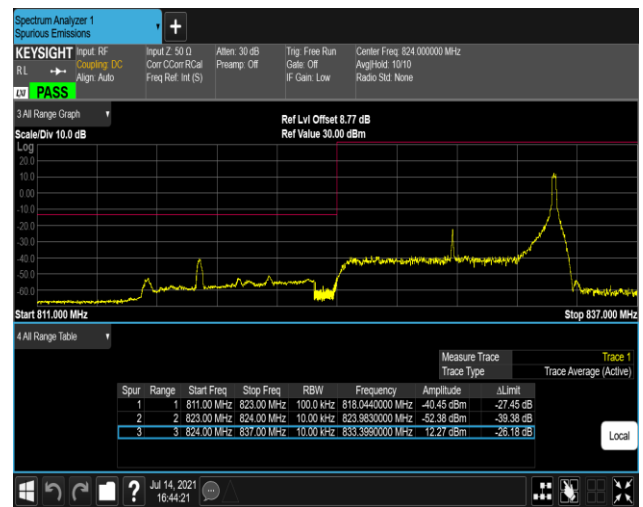 Spectrum Analyzer 1
Spurious Emissions
+
KEYSIGHT Input: RF Input Z: 50 Ω Atten: 30 dB Trig: Free Run Center Freq: 824.000000 MHz
RL Coupling: DC Corr CCorr RCal Preamp: Off Gate: Off Avg|Hold: 10/10
Align: Auto Freq Ref: Int (S) IF Gain: Low Radio Std: None
LXI PASS
3 All Range Graph
Ref Lvl Offset 8.77 dB
Scale/Div 10.0 dB Ref Value 30.00 dBm
Log
20.0
10.0
0.00
-10.0
-20.0
-30.0
-40.0
-50.0
-60.0
Start 811.000 MHz Stop 837.000 MHz
4 All Range Table
Measure Trace Trace 1
Trace Type Trace Average (Active)
Spur Range Start Freq Stop Freq RBW Frequency Amplitude ΔLimit
1 1 811.00 MHz 823.00 MHz 100.0 kHz 818.0440000 MHz -40.45 dBm -27.45 dB
2 2 823.00 MHz 824.00 MHz 10.00 kHz 823.9830000 MHz -52.38 dBm -39.38 dB
3 3 824.00 MHz 837.00 MHz 10.00 kHz 833.3990000 MHz 12.27 dBm -26.18 dB
Local
? Jul 14, 2021
16:44:21